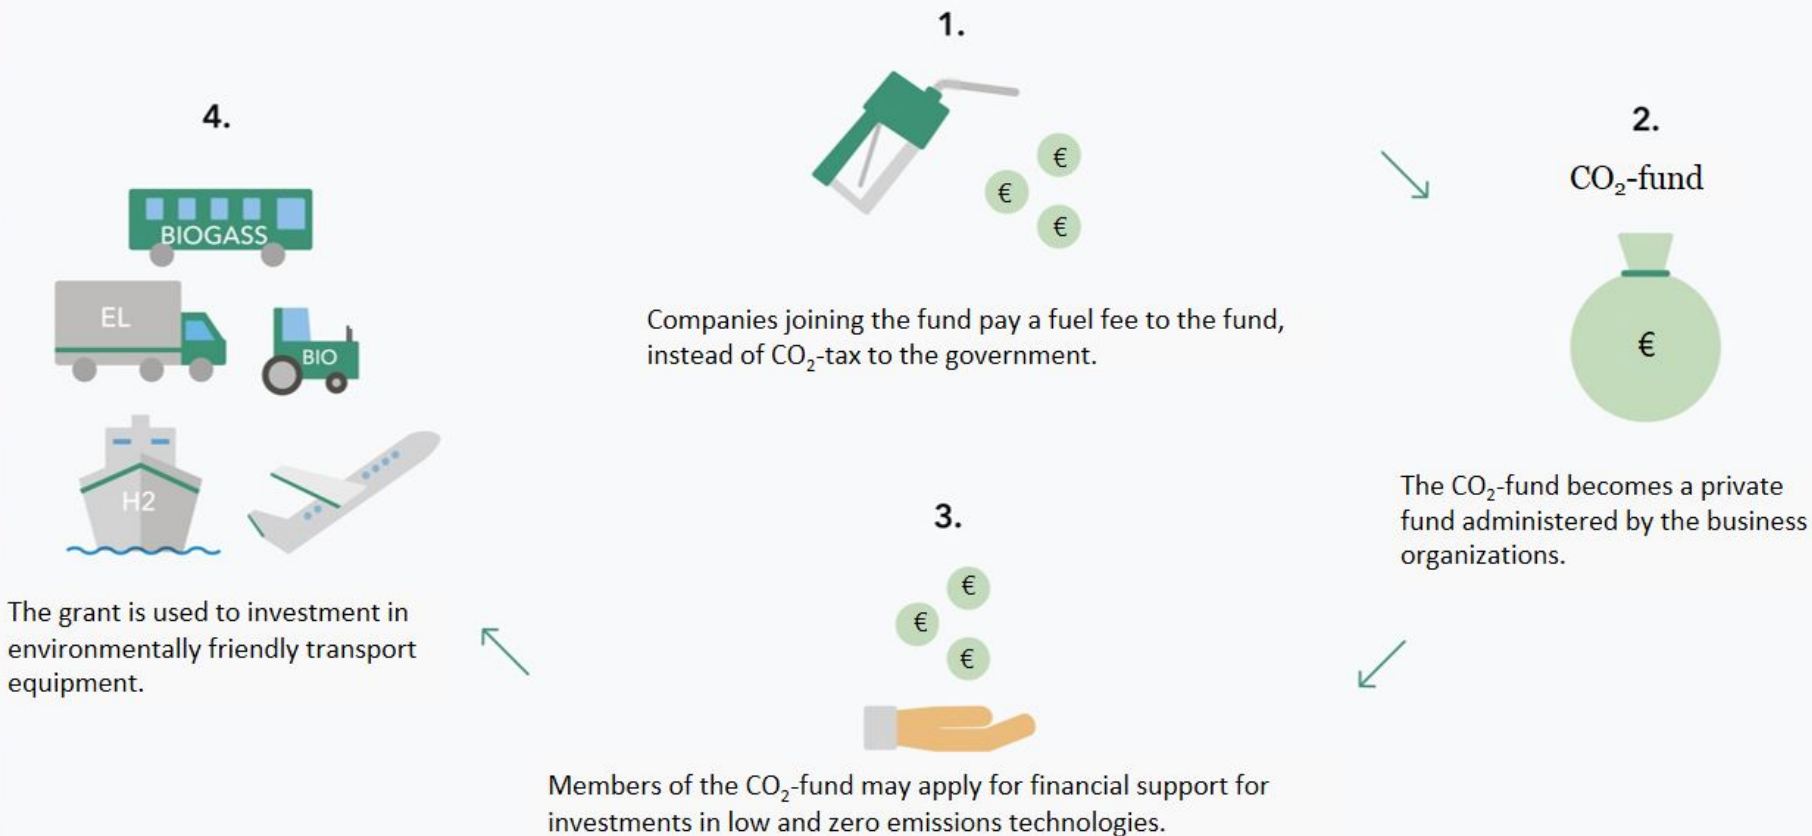 1.
€
€
€
Companies joining the fund pay a fuel fee to the fund,
instead of CO₂-tax to the government.
2.
CO₂-fund
€
The CO₂-fund becomes a private
fund administered by the business
organizations.
3.
€
€
€
Members of the CO₂-fund may apply for financial support for
investments in low and zero emissions technologies.
4.
BIOGASS
EL
BIO
H2
The grant is used to investment in
environmentally friendly transport
equipment.